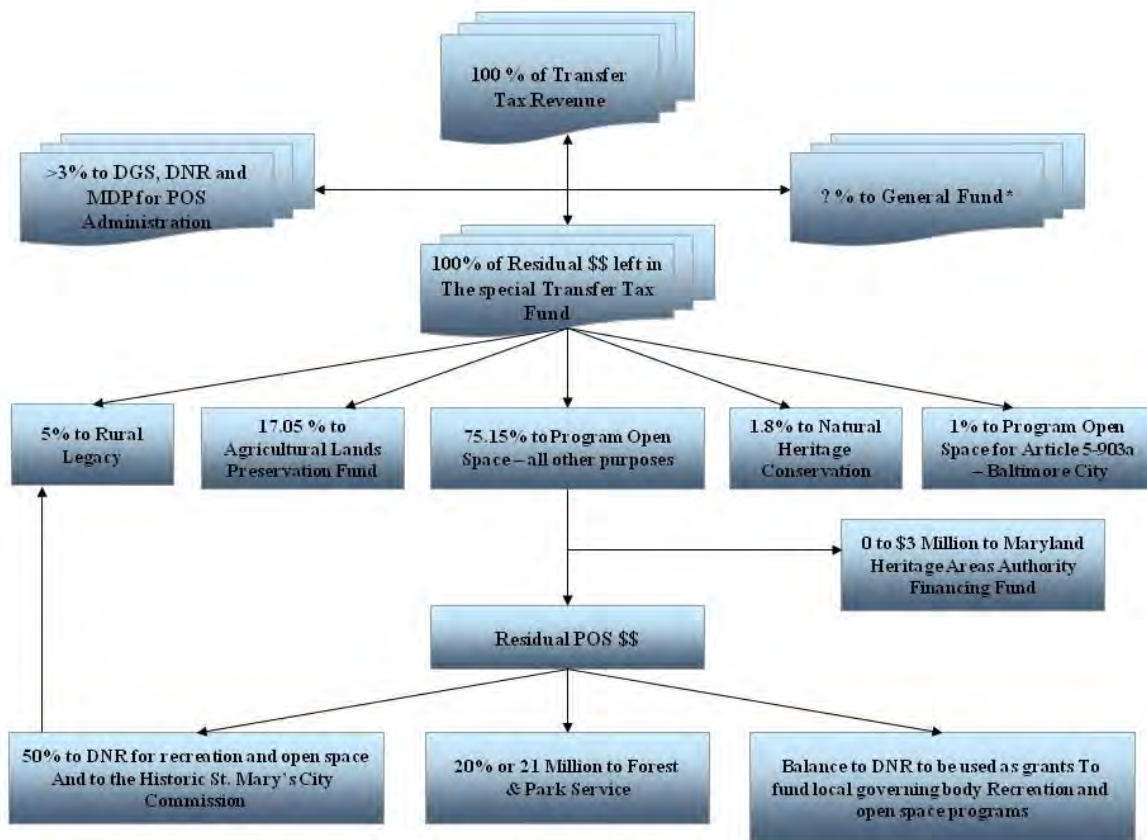 100 % of Transfer
Tax Revenue
>3% to DGS, DNR and
MDP for POS
Administration
? % to General Fund*
100% of Residual $$ left in
The special Transfer Tax
Fund
5% to Rural
Legacy
17.05 % to
Agricultural Lands
Preservation Fund
75.15% to Program Open
Space – all other purposes
1.8% to Natural
Heritage
Conservation
1% to Program Open
Space for Article 5-903a
– Baltimore City
0 to $3 Million to Maryland
Heritage Areas Authority
Financing Fund
Residual POS $$
50% to DNR for recreation and open space
And to the Historic St. Mary's City
Commission
20% or 21 Million to Forest
& Park Service
Balance to DNR to be used as grants To
fund local governing body Recreation and
open space programs